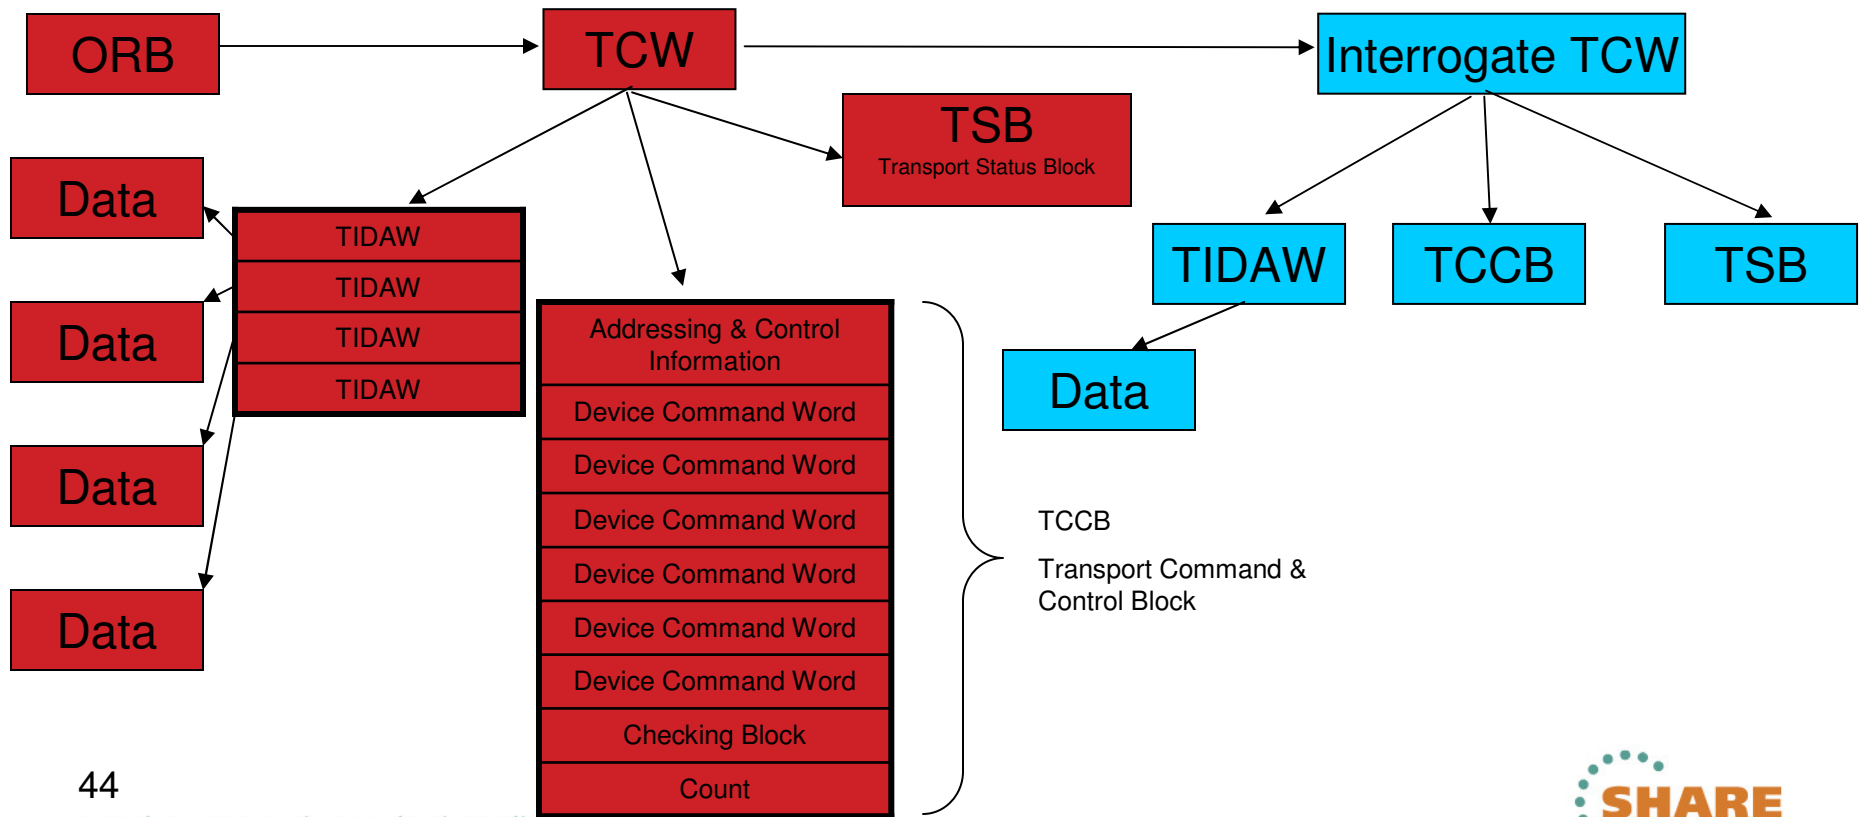 ORB
TCW
Interrogate TCW
TSB
Transport Status Block
Data
Data
Data
Data
TIDAW
TIDAW
TIDAW
TIDAW
Addressing & Control
Information
Device Command Word
Device Command Word
Device Command Word
Device Command Word
Device Command Word
Device Command Word
Checking Block
Count
TCCB
Transport Command &
Control Block
TIDAW
TCCB
TSB
Data
44
SHARE